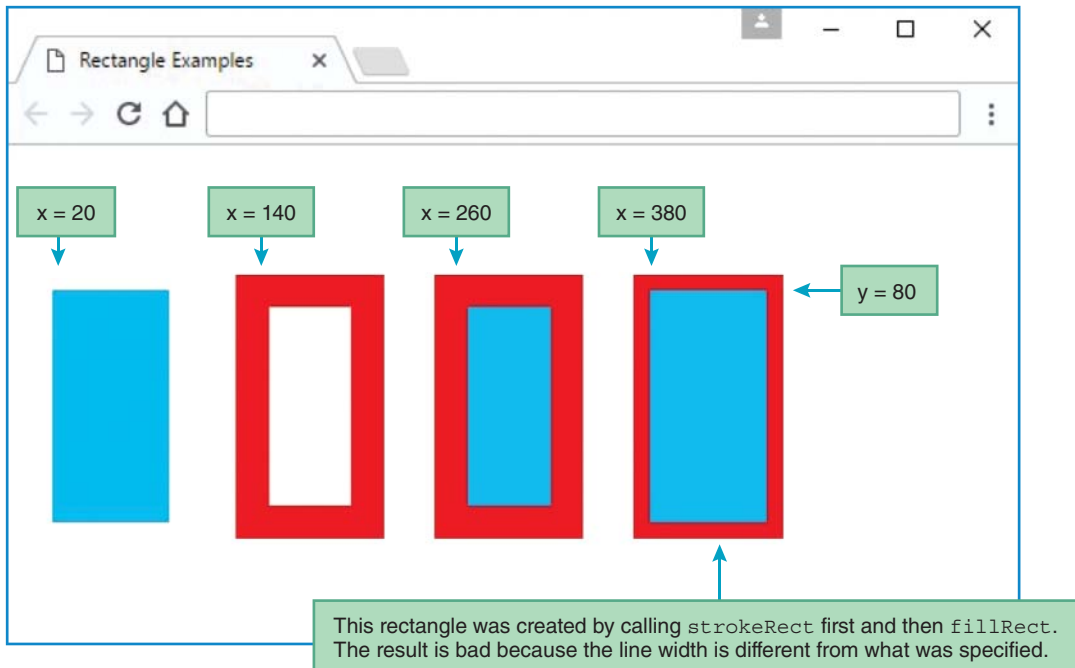 Rectangle Examples
x = 20
x = 140
x = 260
x = 380
y = 80
This rectangle was created by calling strokeRect first and then fillRect.
The result is bad because the line width is different from what was specified.